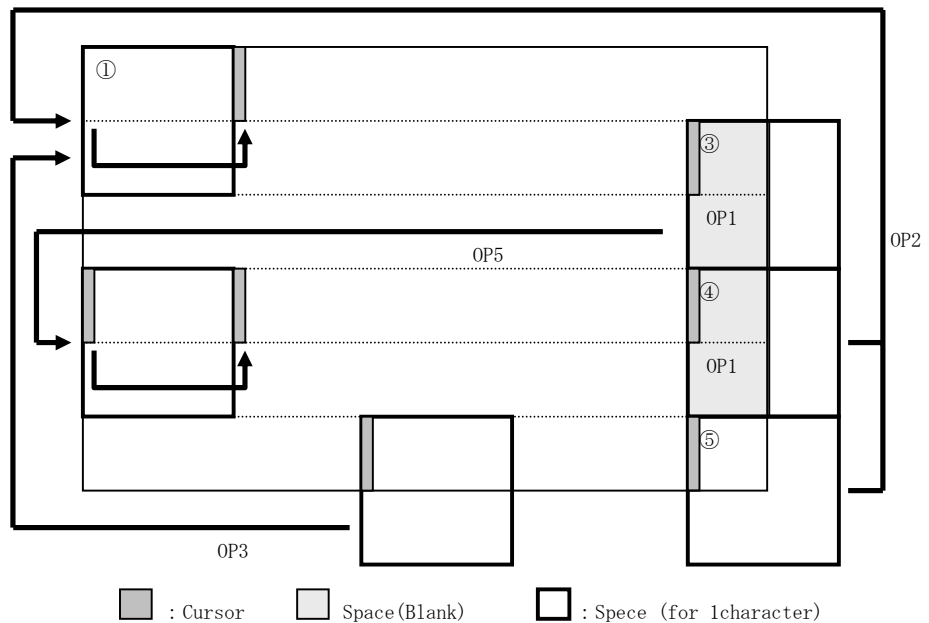 ①
③
OP1
OP2
OP5
④
OP1
⑤
OP3
: Cursor
Space(Blank)
: Spece (for 1character)